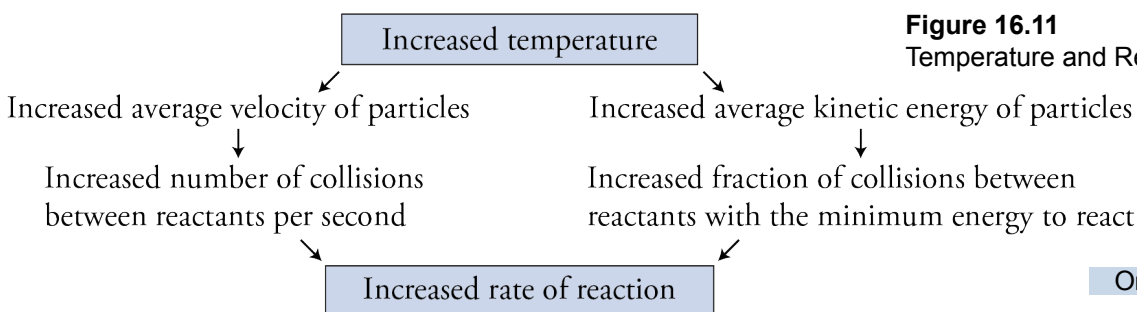 Increased temperature
Figure 16.11
Temperature and
Increased average velocity of particles
Increased average kinetic energy of particles
Increased number of collisions
between reactants per second
Increased fraction of collisions between
reactants with the minimum energy to react
Increased rate of reaction